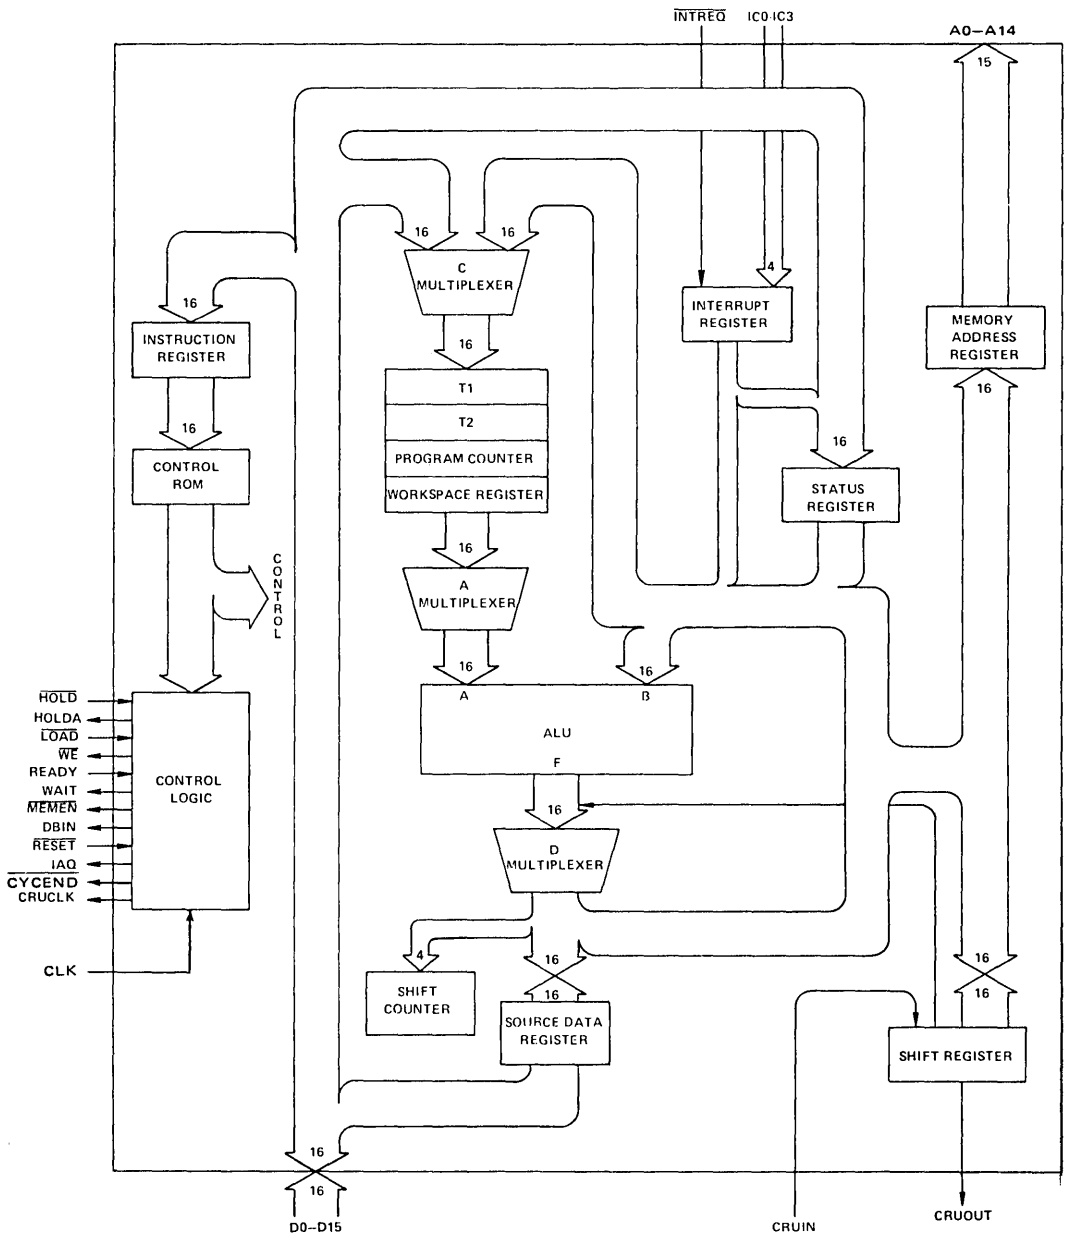 INTREQ
IC0-IC3
A0–A14
15
16
16
4
16
C
MULTIPLEXER
INTERRUPT
REGISTER
MEMORY
ADDRESS
REGISTER
INSTRUCTION
REGISTER
16
16
T1
T2
PROGRAM COUNTER
WORKSPACE REGISTER
16
16
CONTROL
ROM
STATUS
REGISTER
16
CONTROL
A
MULTIPLEXER
16
16
A
B
ALU
F
HOLD
HOLDA
LOAD
WE
READY
WAIT
MEMEN
DBIN
RESET
IAQ
CYCEND
CRUCLK
CLK
CONTROL
LOGIC
16
D
MULTIPLEXER
4
16
16
16
16
SHIFT
COUNTER
SOURCE DATA
REGISTER
SHIFT REGISTER
16
16
D0–D15
CRUIN
CRUOUT